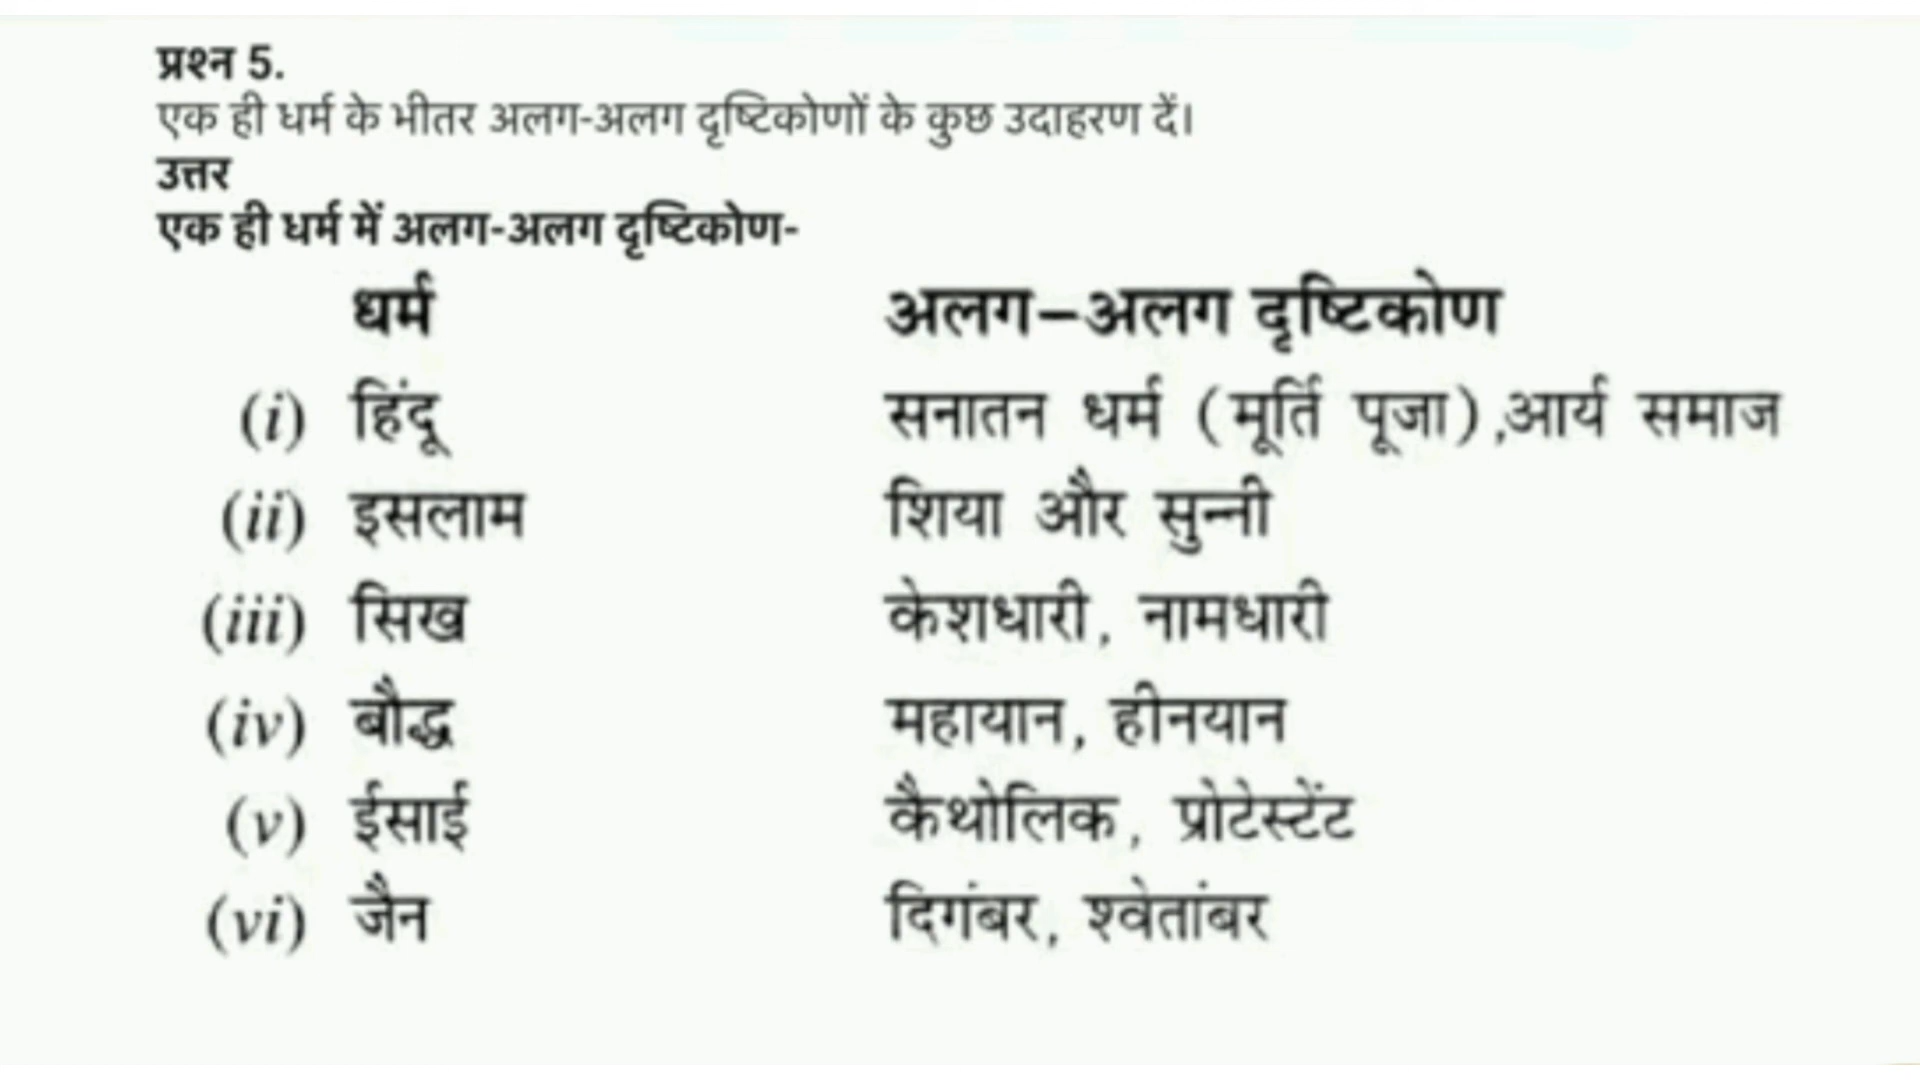 प्रश्न 5.
एक ही धर्म के भीतर अलग-अलग दृष्टिकोणों के कुछ उदाहरण दें।
उत्तर
एक ही धर्म में अलग-अलग दृष्टिकोण-
धर्म अलग–अलग दृष्टिकोण
(i) हिंदू सनातन धर्म (मूर्ति पूजा),आर्य समाज
(ii) इसलाम शिया और सुन्नी
(iii) सिख केशधारी, नामधारी
(iv) बौद्ध महायान, हीनयान
(v) ईसाई कैथोलिक, प्रोटेस्टेंट
(vi) जैन दिगंबर, श्वेतांबर